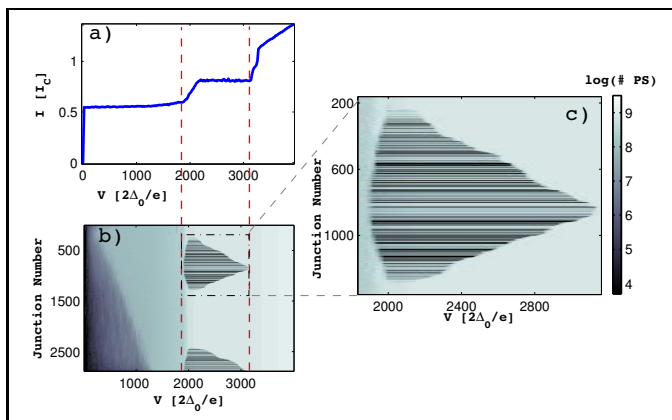 a)
I [I_C]
1
0.5
0
0 1000 2000 3000
V [2Δ_0/e]
b)
Junction Number
500
1500
2500
1000 2000 3000
V [2Δ_0/e]
c)
Junction Number
200
600
1000
2000 2400 2800
V [2Δ_0/e]
log(# PS)
9
8
7
6
5
4